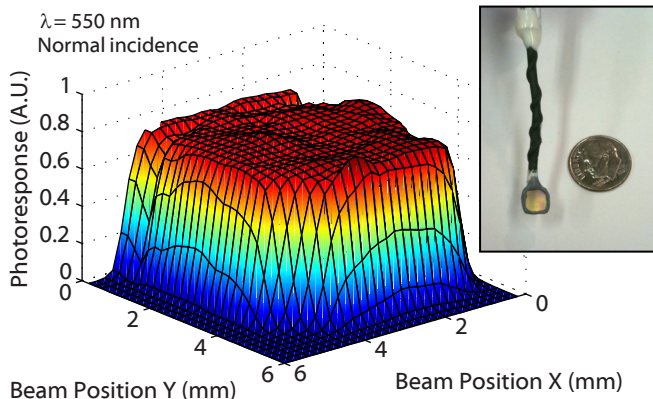 λ = 550 nm
Normal incidence
Photoresponse (A.U.)
1
0.8
0.6
0.4
0.2
0
0
2
4
6
6
4
2
0
Beam Position Y (mm)
Beam Position X (mm)